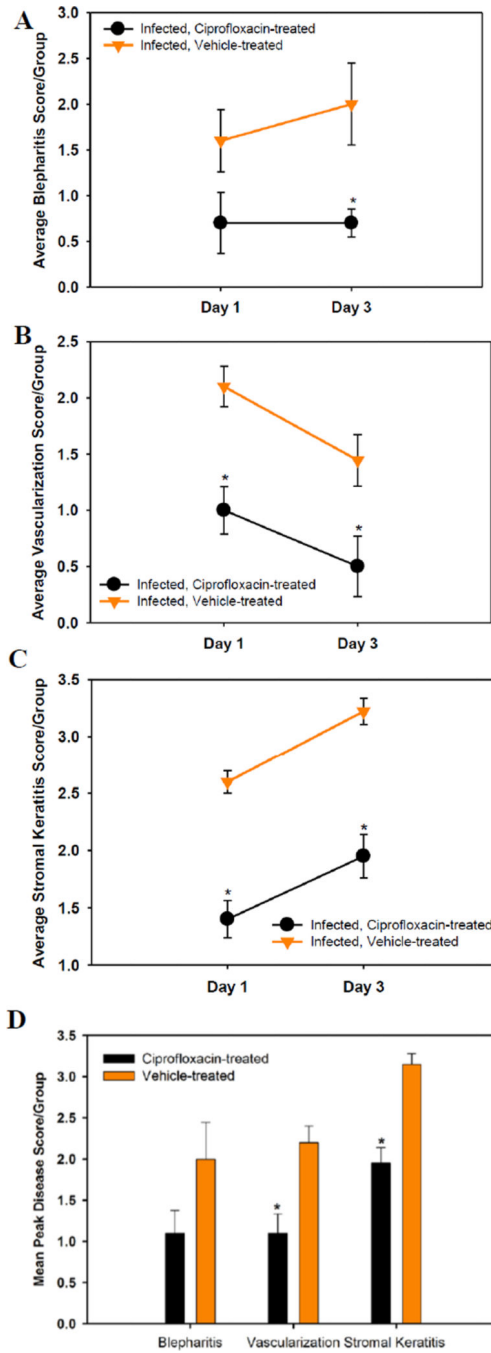 A
3.0
Infected, Ciprofloxacin-treated
Infected, Vehicle-treated
2.5
2.0
1.5
1.0
*
0.5
0.0
Average Blepharitis Score/Group
Day 1 Day 3
B
2.5
2.0
1.5
*
1.0
*
0.5
Infected, Ciprofloxacin-treated
Infected, Vehicle-treated
0.0
Average Vascularization Score/Group
Day 1 Day 3
C
3.5
3.0
2.5
*
2.0
*
1.5
Infected, Ciprofloxacin-treated
Infected, Vehicle-treated
1.0
Average Stromal Keratitis Score/Group
Day 1 Day 3
D
3.5
Ciprofloxacin-treated
Vehicle-treated
3.0
2.5
*
2.0
1.5
*
1.0
0.5
0.0
Mean Peak Disease Score/Group
Blepharitis Vascularization Stromal Keratitis